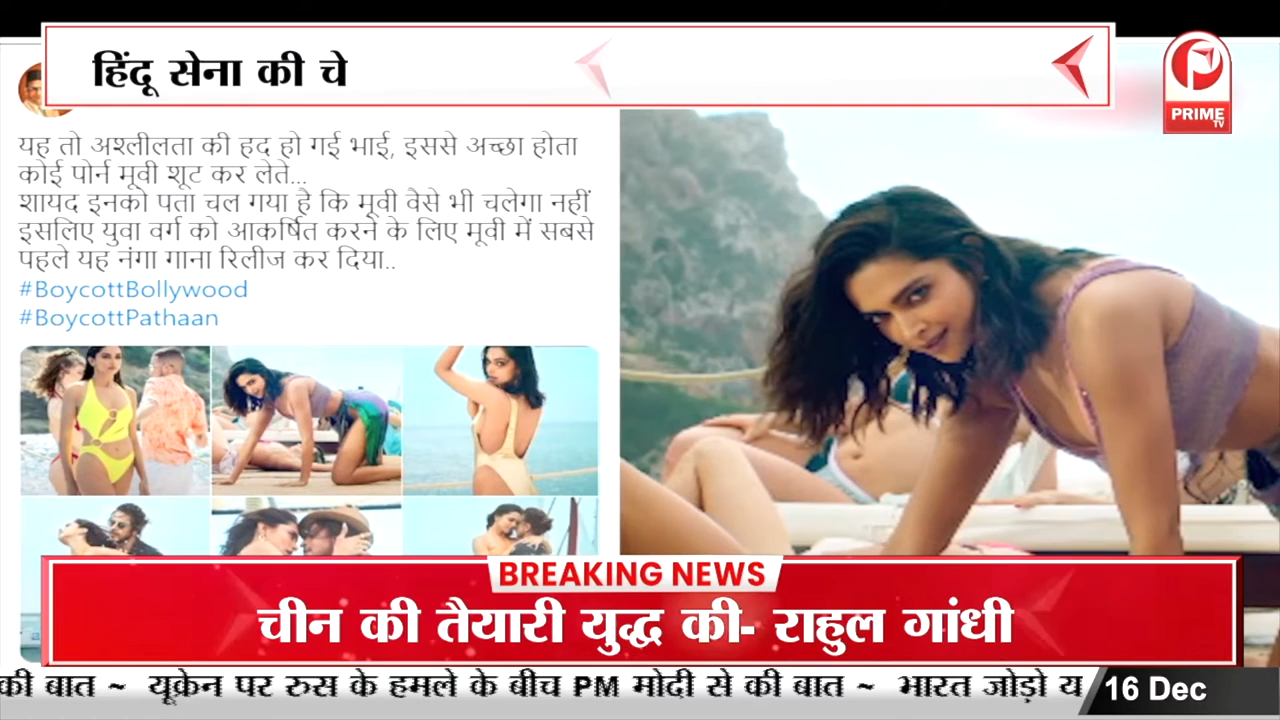 हिंदू सेना की चे
PRIME
TV
यह तो अश्लीलता की हद हो गई भाई, इससे अच्छा होता
कोई पोर्न मूवी शूट कर लेते...
शायद इनको पता चल गया है कि मूवी वैसे भी चलेगा नहीं
इसलिए युवा वर्ग को आकर्षित करने के लिए मूवी में सबसे
पहले यह नंगा गाना रिलीज कर दिया..
#BoycottBollywood
#BoycottPathaan
BREAKING NEWS
चीन की तैयारी युद्ध की- राहुल गांधी
की बात ~ यूक्रेन पर रुस के हमले के बीच PM मोदी से की बात ~ भारत जोड़ो य
16 Dec